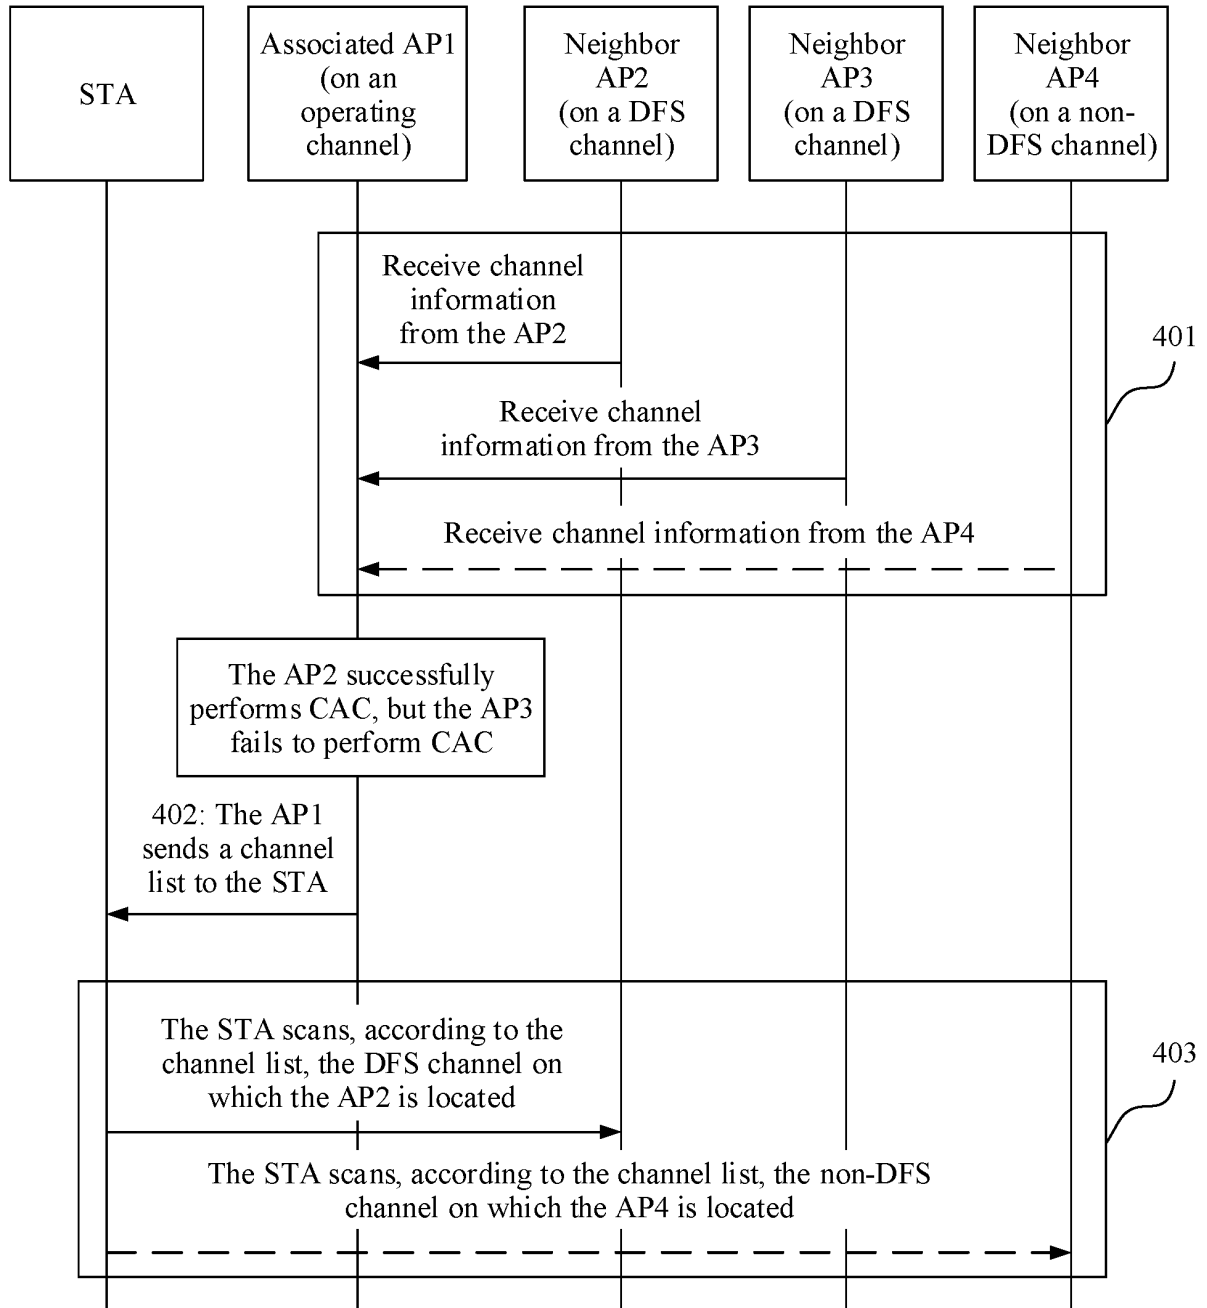 STA
Associated AP1
(on an
operating
channel)
Neighbor
AP2
(on a DFS
channel)
Neighbor
AP3
(on a DFS
channel)
Neighbor
AP4
(on a non-
DFS channel)
Receive channel
information
from the AP2
401
Receive channel
information from the AP3
Receive channel information from the AP4
The AP2 successfully
performs CAC, but the AP3
fails to perform CAC
402: The AP1
sends a channel
list to the STA
The STA scans, according to the
channel list, the DFS channel on
which the AP2 is located
403
The STA scans, according to the channel list, the non-DFS
channel on which the AP4 is located